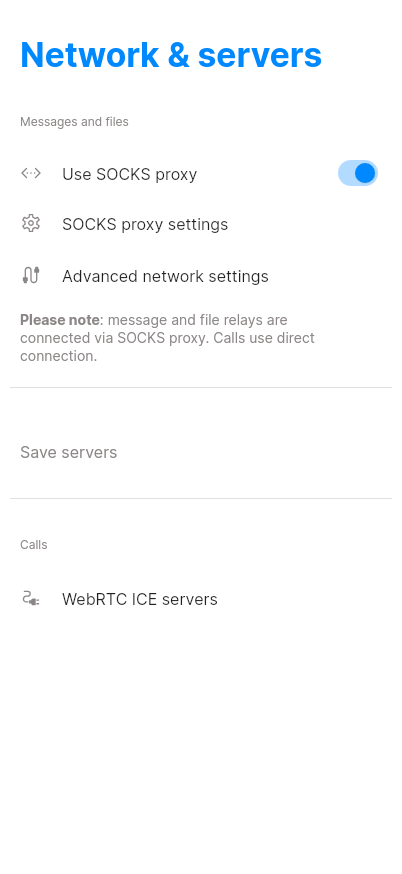 Network & servers
Messages and files
Use SOCKS proxy
SOCKS proxy settings
Advanced network settings
Please note: message and file relays are
connected via SOCKS proxy. Calls use direct
connection.
Save servers
Calls
WebRTC ICE servers